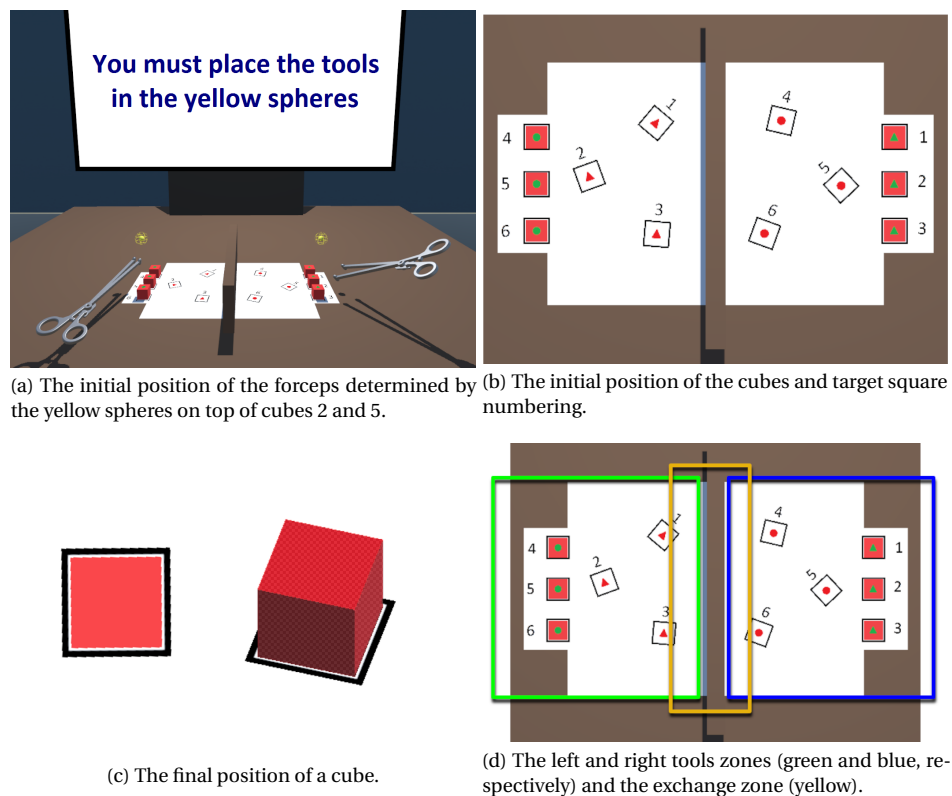 You must place the tools
in the yellow spheres
(a) The initial position of the forceps determined by
the yellow spheres on top of cubes 2 and 5.
4
5
6
1
2
3
4
5
6
1
2
3
(b) The initial position of the cubes and target square
numbering.
(c) The final position of a cube.
4
5
6
1
2
3
4
5
6
1
2
3
(d) The left and right tools zones (green and blue, re-
spectively) and the exchange zone (yellow).